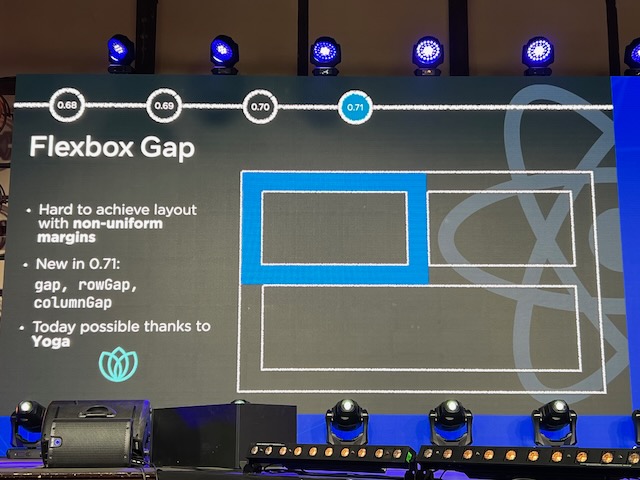 0.68 0.69 0.70 0.71
Flexbox Gap
• Hard to achieve layout
with non-uniform
margins
• New in 0.71:
gap, rowGap,
columnGap
• Today possible thanks to
Yoga